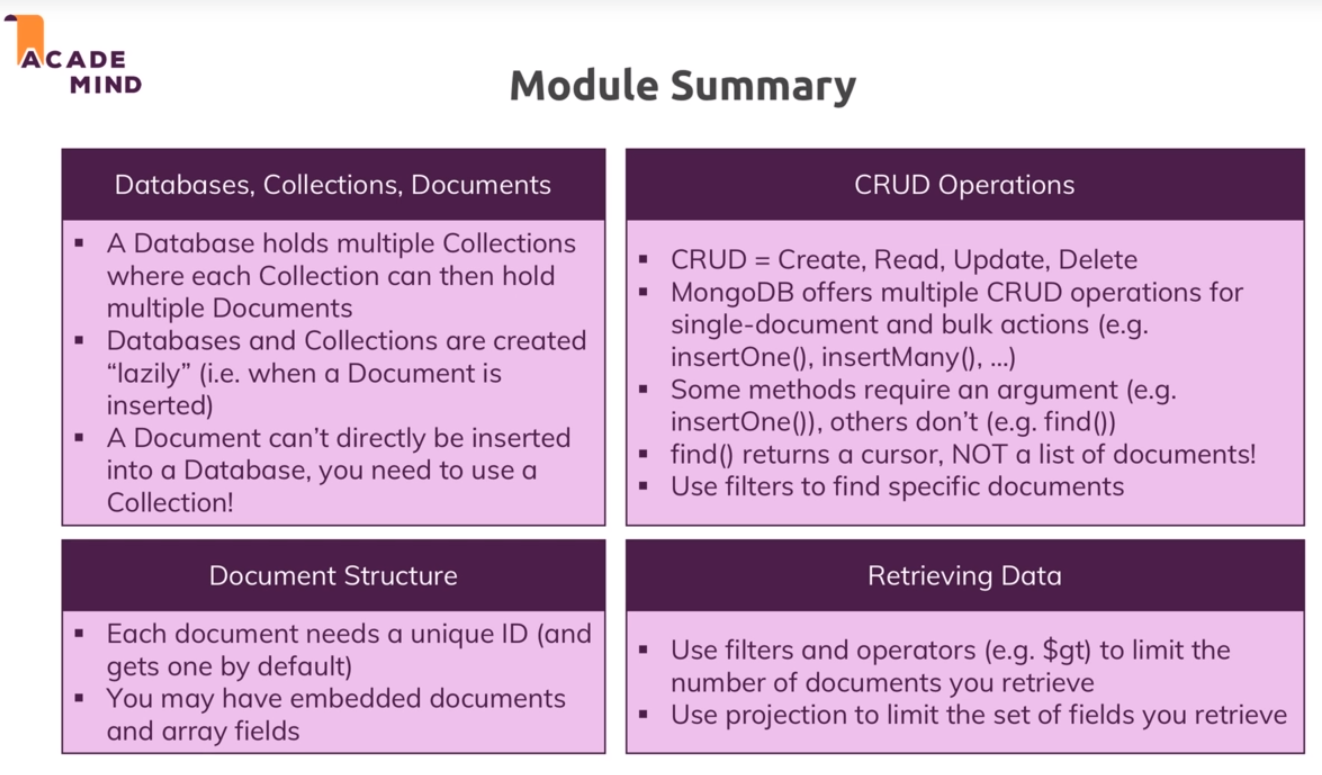 ACADE
MIND
Module Summary
Databases, Collections, Documents
▪ A Database holds multiple Collections
where each Collection can then hold
multiple Documents
▪ Databases and Collections are created
“lazily” (i.e. when a Document is
inserted)
▪ A Document can’t directly be inserted
into a Database, you need to use a
Collection!
CRUD Operations
▪ CRUD = Create, Read, Update, Delete
▪ MongoDB offers multiple CRUD operations for
single-document and bulk actions (e.g.
insertOne(), insertMany(), ...)
▪ Some methods require an argument (e.g.
insertOne()), others don’t (e.g. find())
▪ find() returns a cursor, NOT a list of documents!
▪ Use filters to find specific documents
Document Structure
▪ Each document needs a unique ID (and
gets one by default)
▪ You may have embedded documents
and array fields
Retrieving Data
▪ Use filters and operators (e.g. $gt) to limit the
number of documents you retrieve
▪ Use projection to limit the set of fields you retrieve